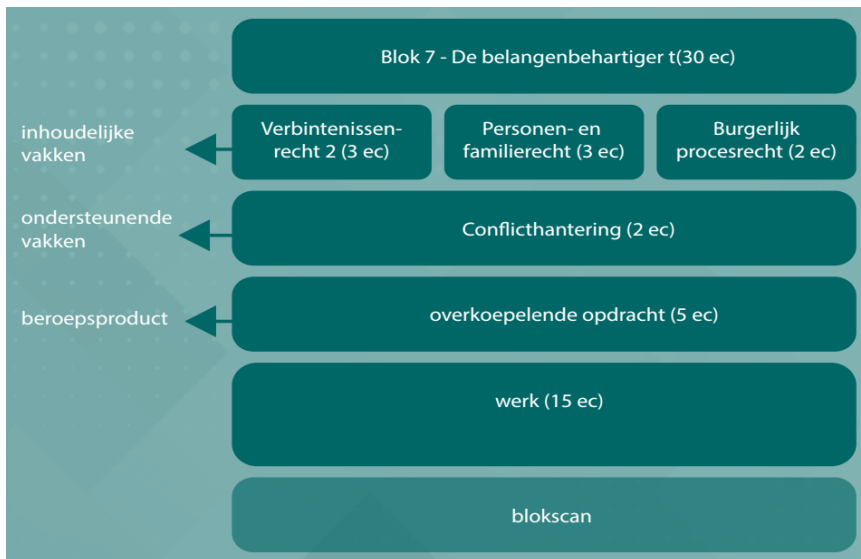 Blok 7 - De belangenbehartiger t(30 ec)
inhoudelijke
vakken
Verbintenissen-
recht 2 (3 ec)
Personen- en
familierecht (3 ec)
Burgerlijk
procesrecht (2 ec)
ondersteunende
vakken
Conflicthantering (2 ec)
beroepsproduct
overkoepelende opdracht (5 ec)
werk (15 ec)
blokscan